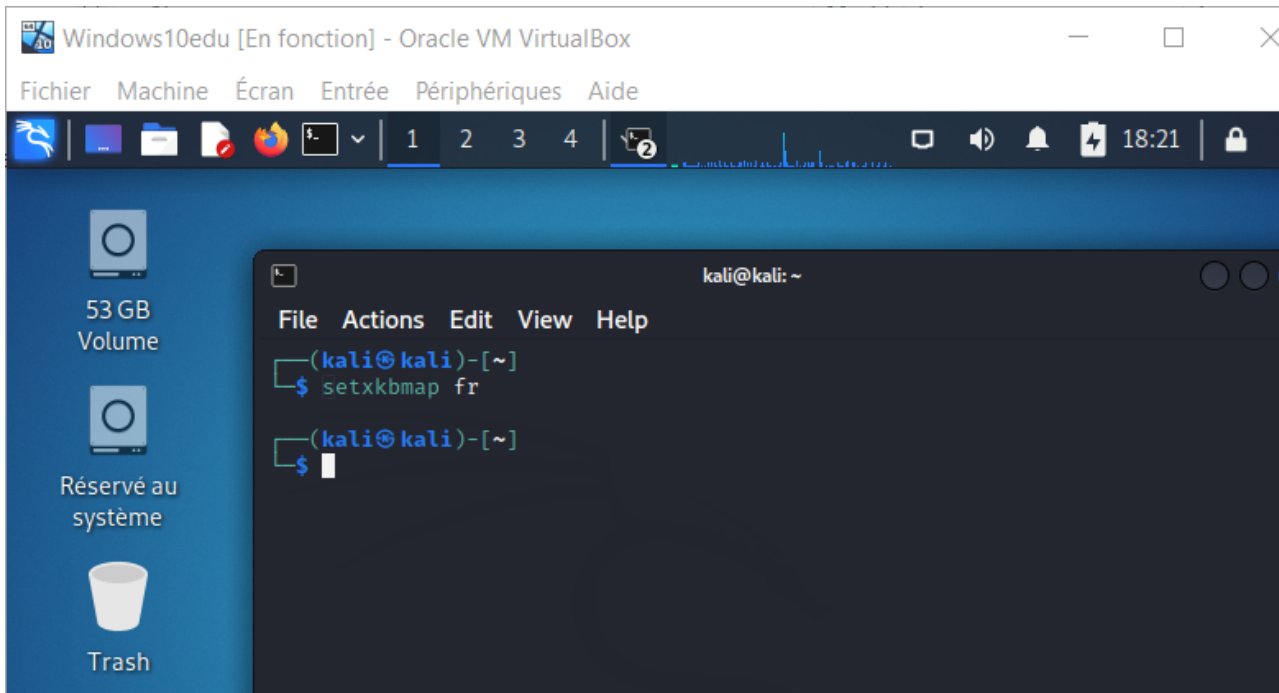 Windows10edu [En fonction] - Oracle VM VirtualBox
Fichier Machine Écran Entrée Périphériques Aide
1 2 3 4 2 18:21
kali@kali: ~
File Actions Edit View Help
53 GB
Volume
┌──(kali㉿kali)-[~]
└─$ setxkbmap fr
┌──(kali㉿kali)-[~]
└─$
Réservé au
système
Trash